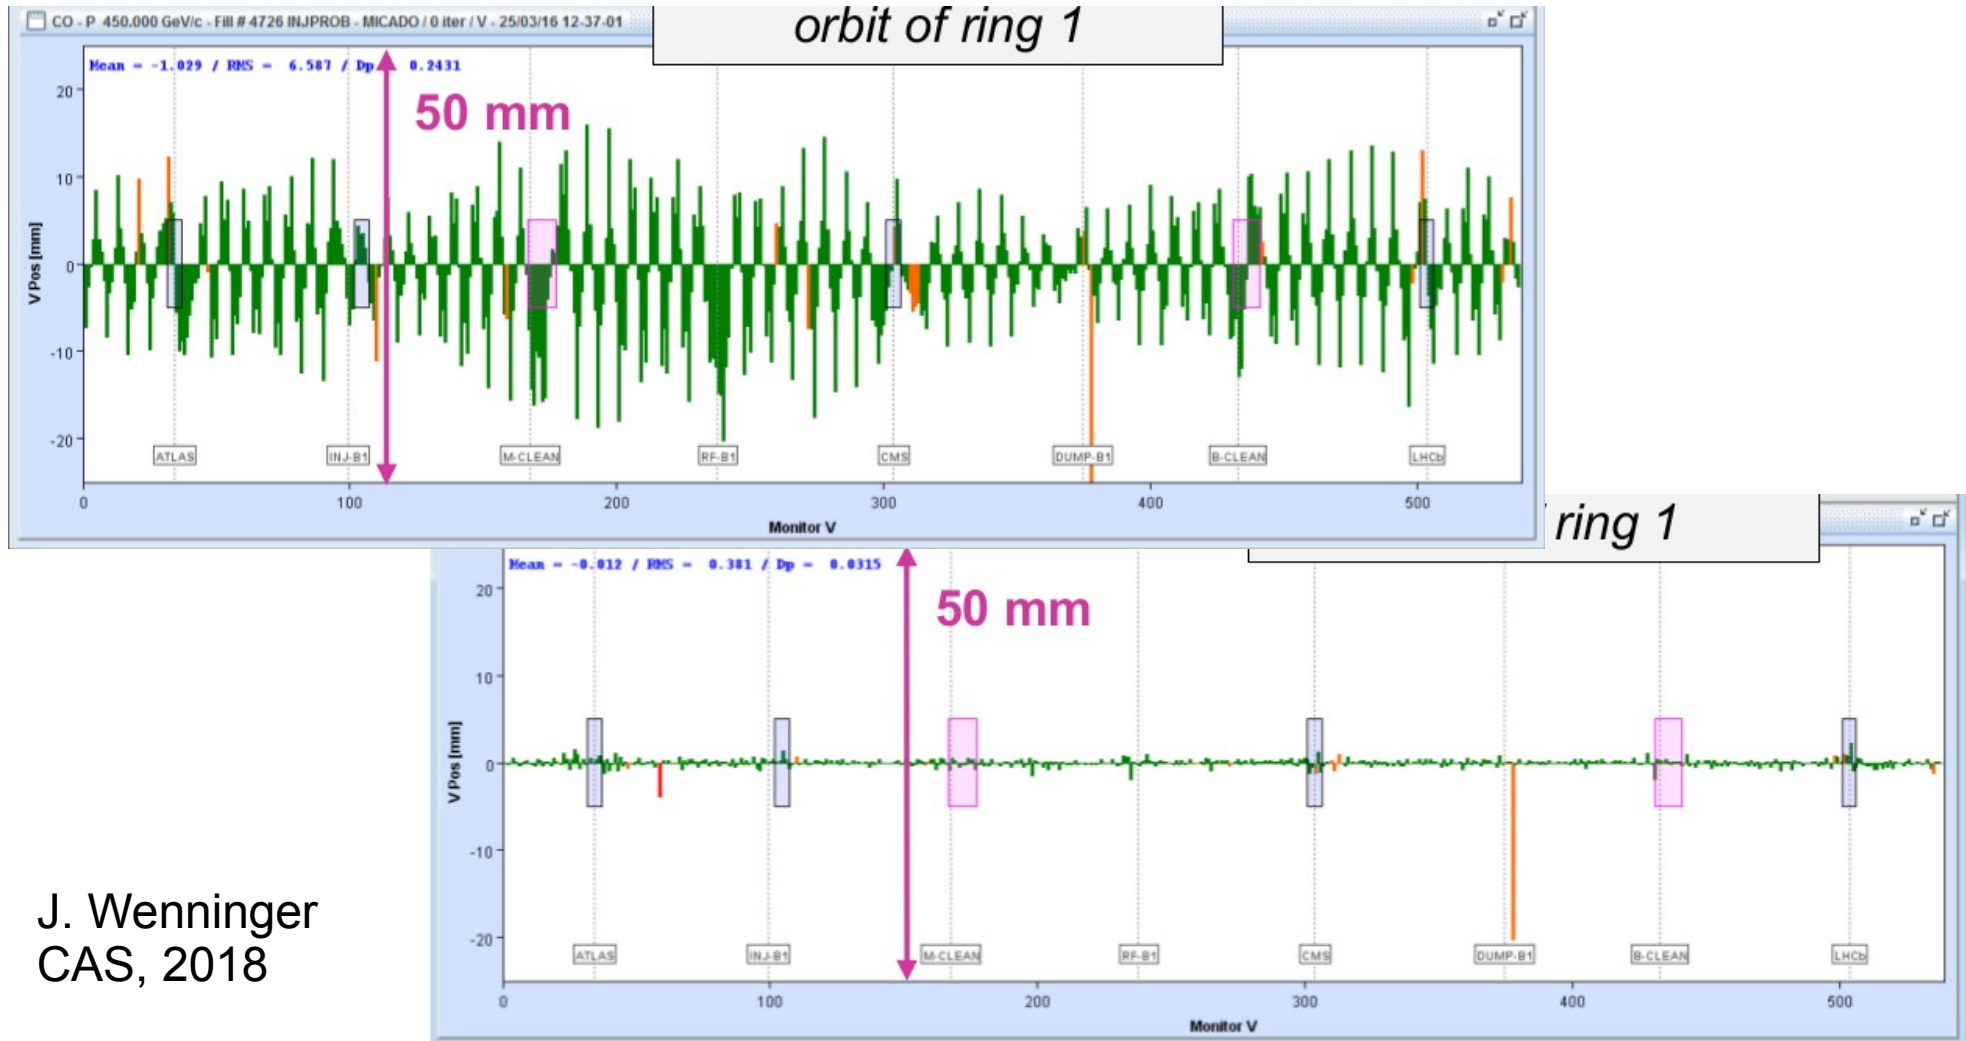 CO - P 450.000 GeV/c - Fill # 4726 INJPROB - MICADO / 0 iter / V - 25/03/16 12-37-01
orbit of ring 1
Mean = -1.029 / RMS = 6.587 / Dp 0.2431
50 mm
20
10
0
-10
-20
V Pos [mm]
ATLAS
INJ-B1
M-CLEAN
RF-B1
CMS
DUMP-B1
B-CLEAN
LHCb
0
100
200
300
400
500
Monitor V
ring 1
Mean = -0.012 / RMS = 0.381 / Dp = 0.0315
50 mm
20
10
0
-10
-20
V Pos [mm]
ATLAS
INJ-B1
M-CLEAN
RF-B1
CMS
DUMP-B1
B-CLEAN
LHCb
0
100
200
300
400
500
Monitor V
J. Wenninger
CAS, 2018